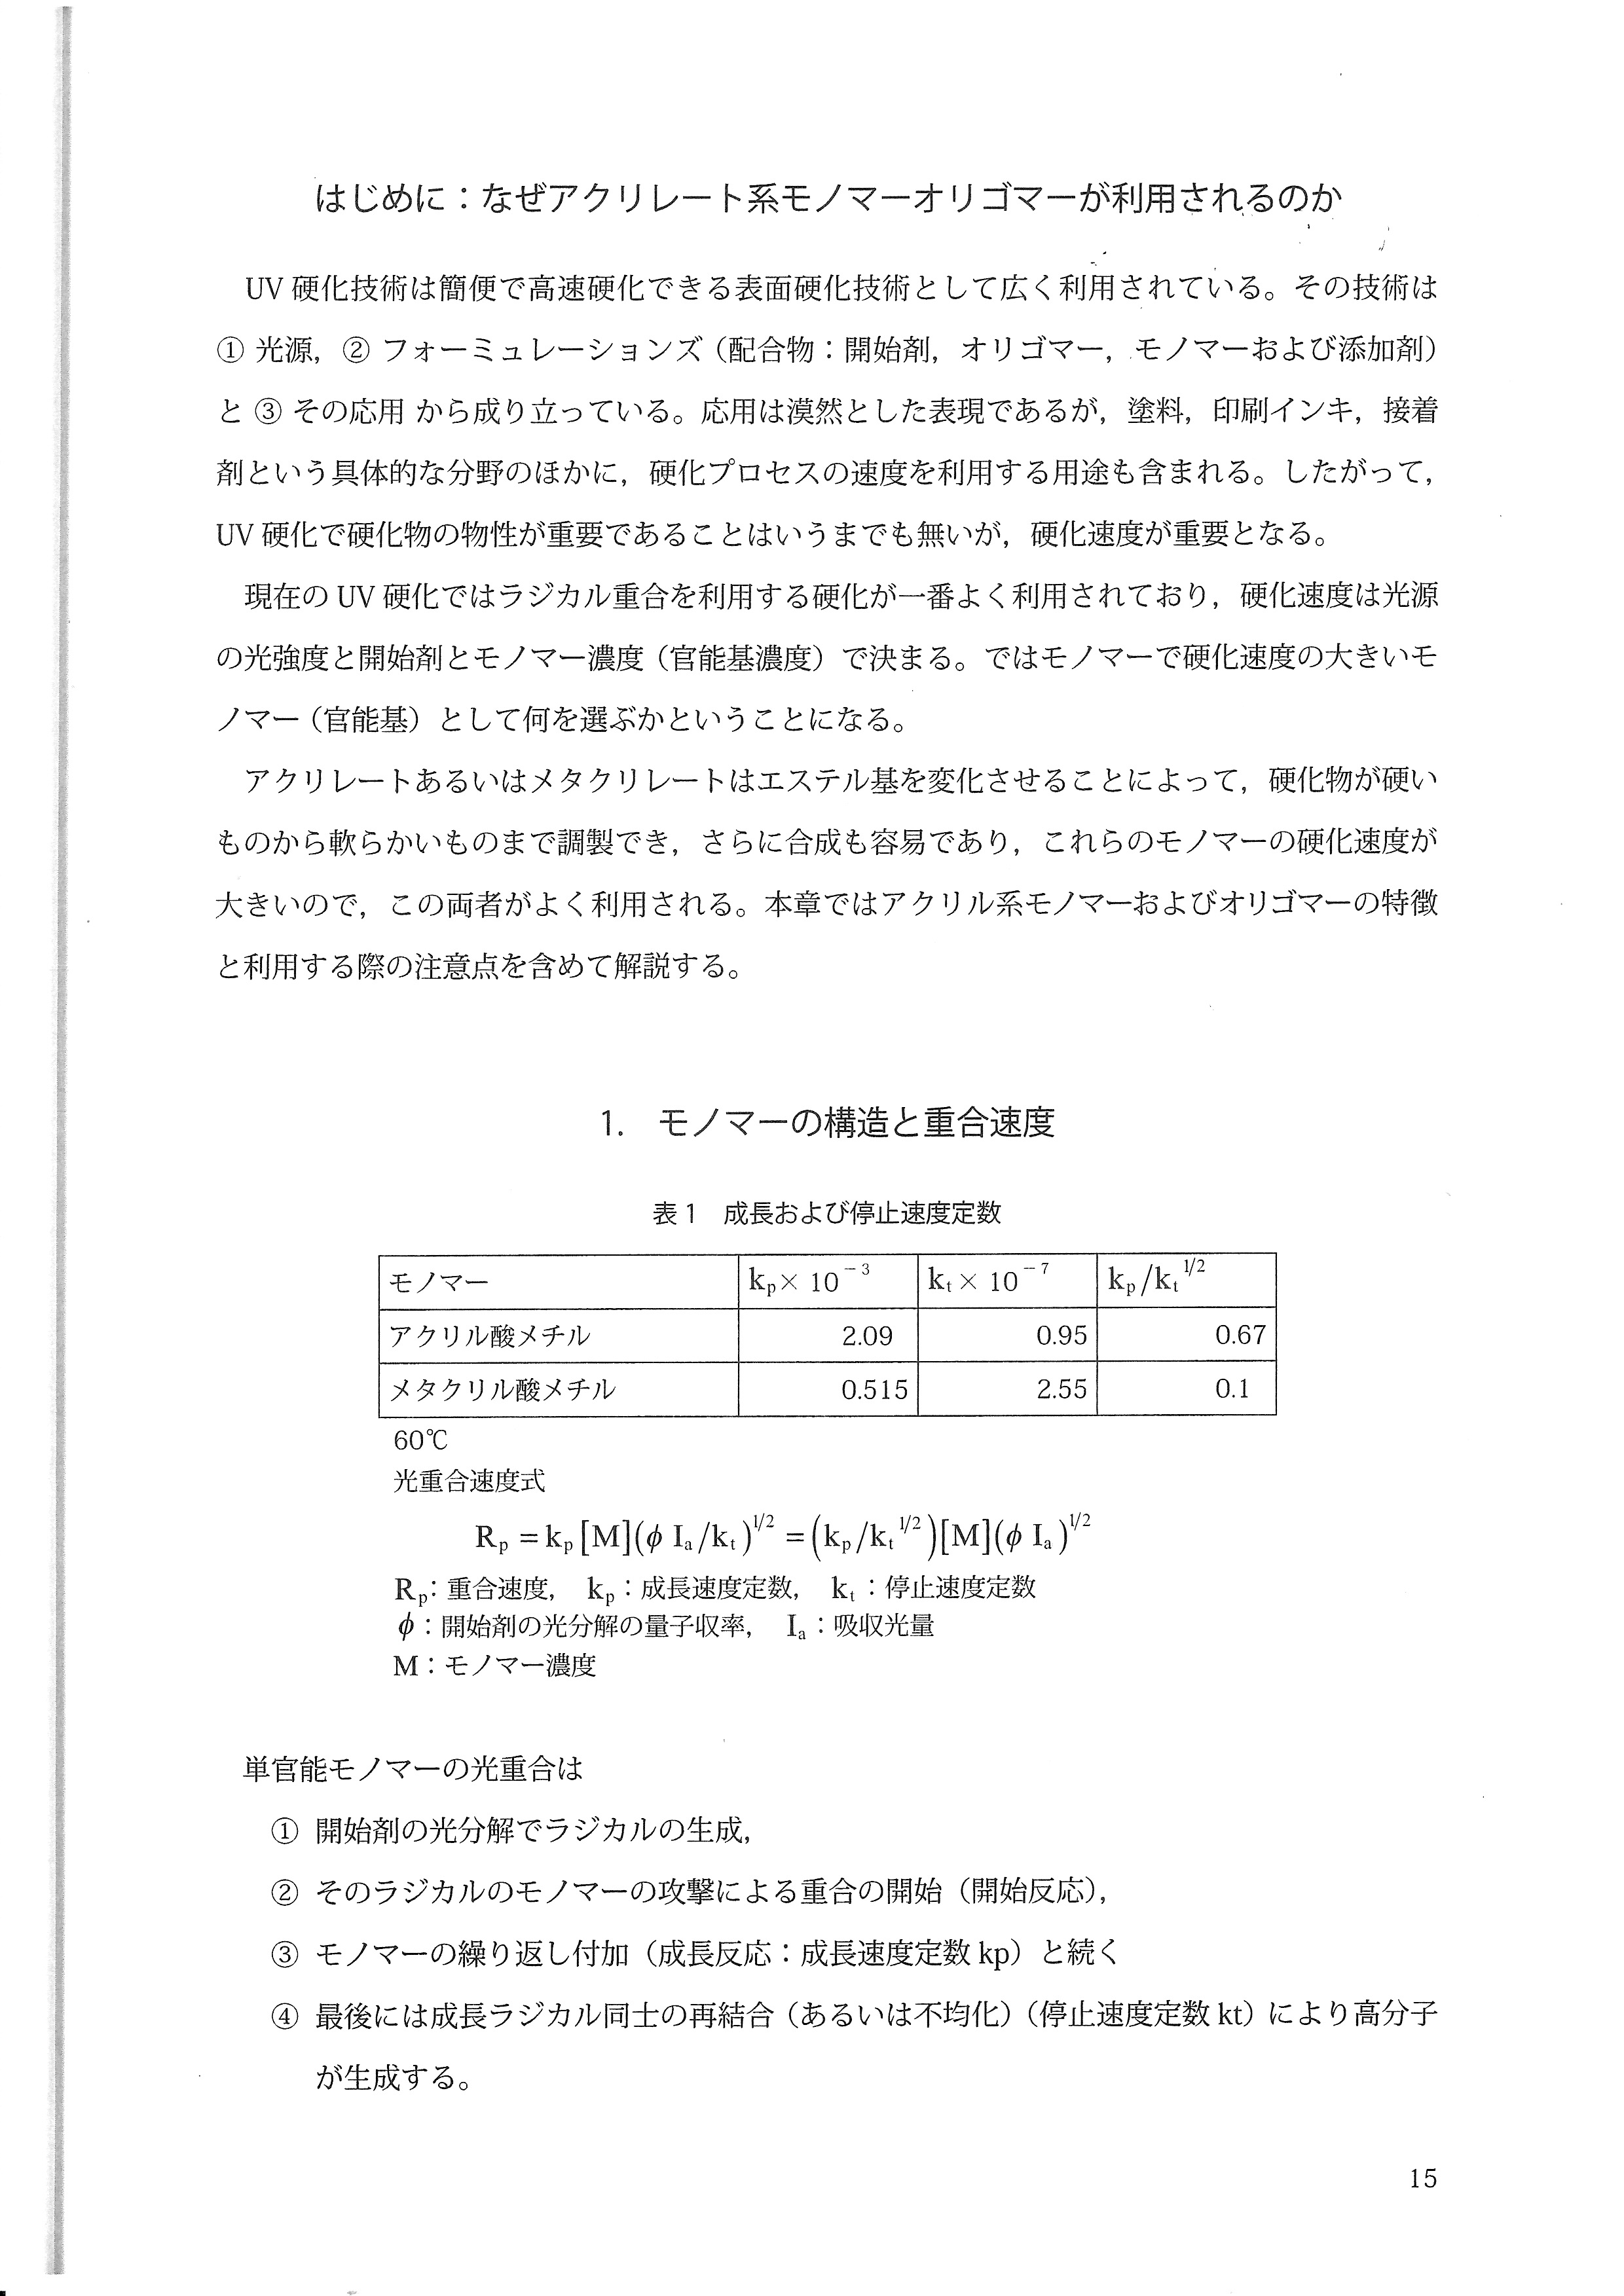 はじめに：なぜアクリレート系モノマーオリゴマーが利用されるのか
UV 硬化技術は簡便で高速硬化できる表面硬化技術として広く利用されている。その技術は
① 光源，② フォーミュレーションズ（配合物：開始剤，オリゴマー，モノマーおよび添加剤）
と ③ その応用 から成り立っている。応用は漠然とした表現であるが，塗料，印刷インキ，接着
剤という具体的な分野のほかに，硬化プロセスの速度を利用する用途も含まれる。したがって，
UV 硬化で硬化物の物性が重要であることはいうまでも無いが，硬化速度が重要となる。
現在の UV 硬化ではラジカル重合を利用する硬化が一番よく利用されており，硬化速度は光源
の光強度と開始剤とモノマー濃度（官能基濃度）で決まる。ではモノマーで硬化速度の大きいモ
ノマー（官能基）として何を選ぶかということになる。
アクリレートあるいはメタクリレートはエステル基を変化させることによって，硬化物が硬い
ものから軟らかいものまで調製でき，さらに合成も容易であり，これらのモノマーの硬化速度が
大きいので，この両者がよく利用される。本章ではアクリル系モノマーおよびオリゴマーの特徴
と利用する際の注意点を含めて解説する。
1.　モノマーの構造と重合速度
表 1　成長および停止速度定数
モノマー　kp× 10⁻³　kt × 10⁻⁷　kp/kt^1/2
アクリル酸メチル　2.09　0.95　0.67
メタクリル酸メチル　0.515　2.55　0.1
60℃
光重合速度式
Rp = kp [M](φ Ia/kt)^1/2 = (kp/kt^1/2)[M](φ Ia)^1/2
Rp：重合速度，　kp：成長速度定数，　kt：停止速度定数
φ：開始剤の光分解の量子収率，　Ia：吸収光量
M：モノマー濃度
単官能モノマーの光重合は
① 開始剤の光分解でラジカルの生成，
② そのラジカルのモノマーの攻撃による重合の開始（開始反応），
③ モノマーの繰り返し付加（成長反応：成長速度定数 kp）と続く
④ 最後には成長ラジカル同士の再結合（あるいは不均化）（停止速度定数 kt）により高分子
が生成する。
15